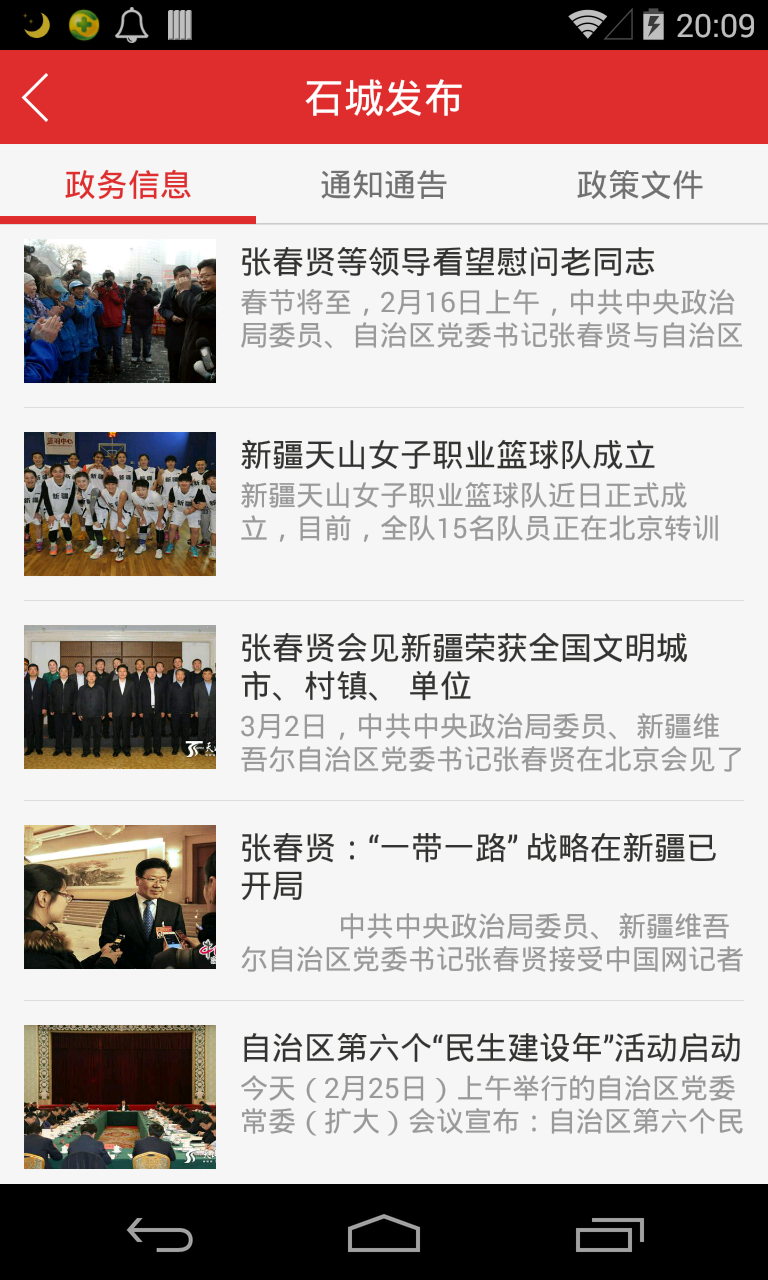 20:09
石城发布
政务信息
通知通告
政策文件
张春贤等领导看望慰问老同志
春节将至，2月16日上午，中共中央政治
局委员、自治区党委书记张春贤与自治区
新疆天山女子职业篮球队成立
新疆天山女子职业篮球队近日正式成
立，目前，全队15名队员正在北京转训
张春贤会见新疆荣获全国文明城
市、村镇、 单位
3月2日，中共中央政治局委员、新疆维
吾尔自治区党委书记张春贤在北京会见了
张春贤：“一带一路” 战略在新疆已
开局
中共中央政治局委员、新疆维吾
尔自治区党委书记张春贤接受中国网记者
自治区第六个“民生建设年”活动启动
今天（2月25日）上午举行的自治区党委
常委（扩大）会议宣布：自治区第六个民